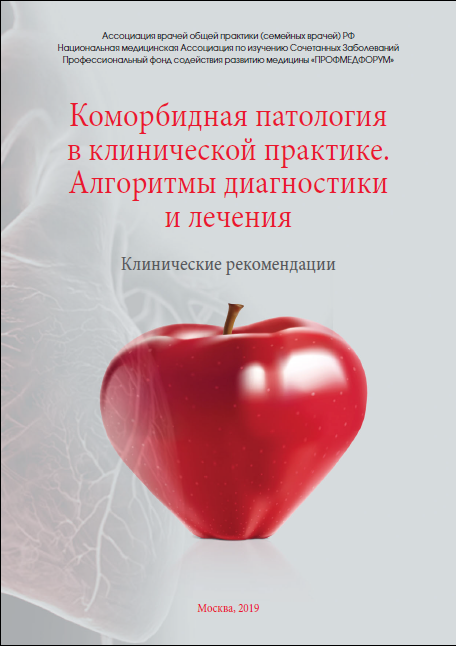 Ассоциация врачей общей практики (семейных врачей) РФ
Национальная медицинская Ассоциация по изучению Сочетанных Заболеваний
Профессиональный фонд содействия развитию медицины «ПРОФМЕДФОРУМ»
Коморбидная патология
в клинической практике.
Алгоритмы диагностики
и лечения
Клинические рекомендации
Москва, 2019